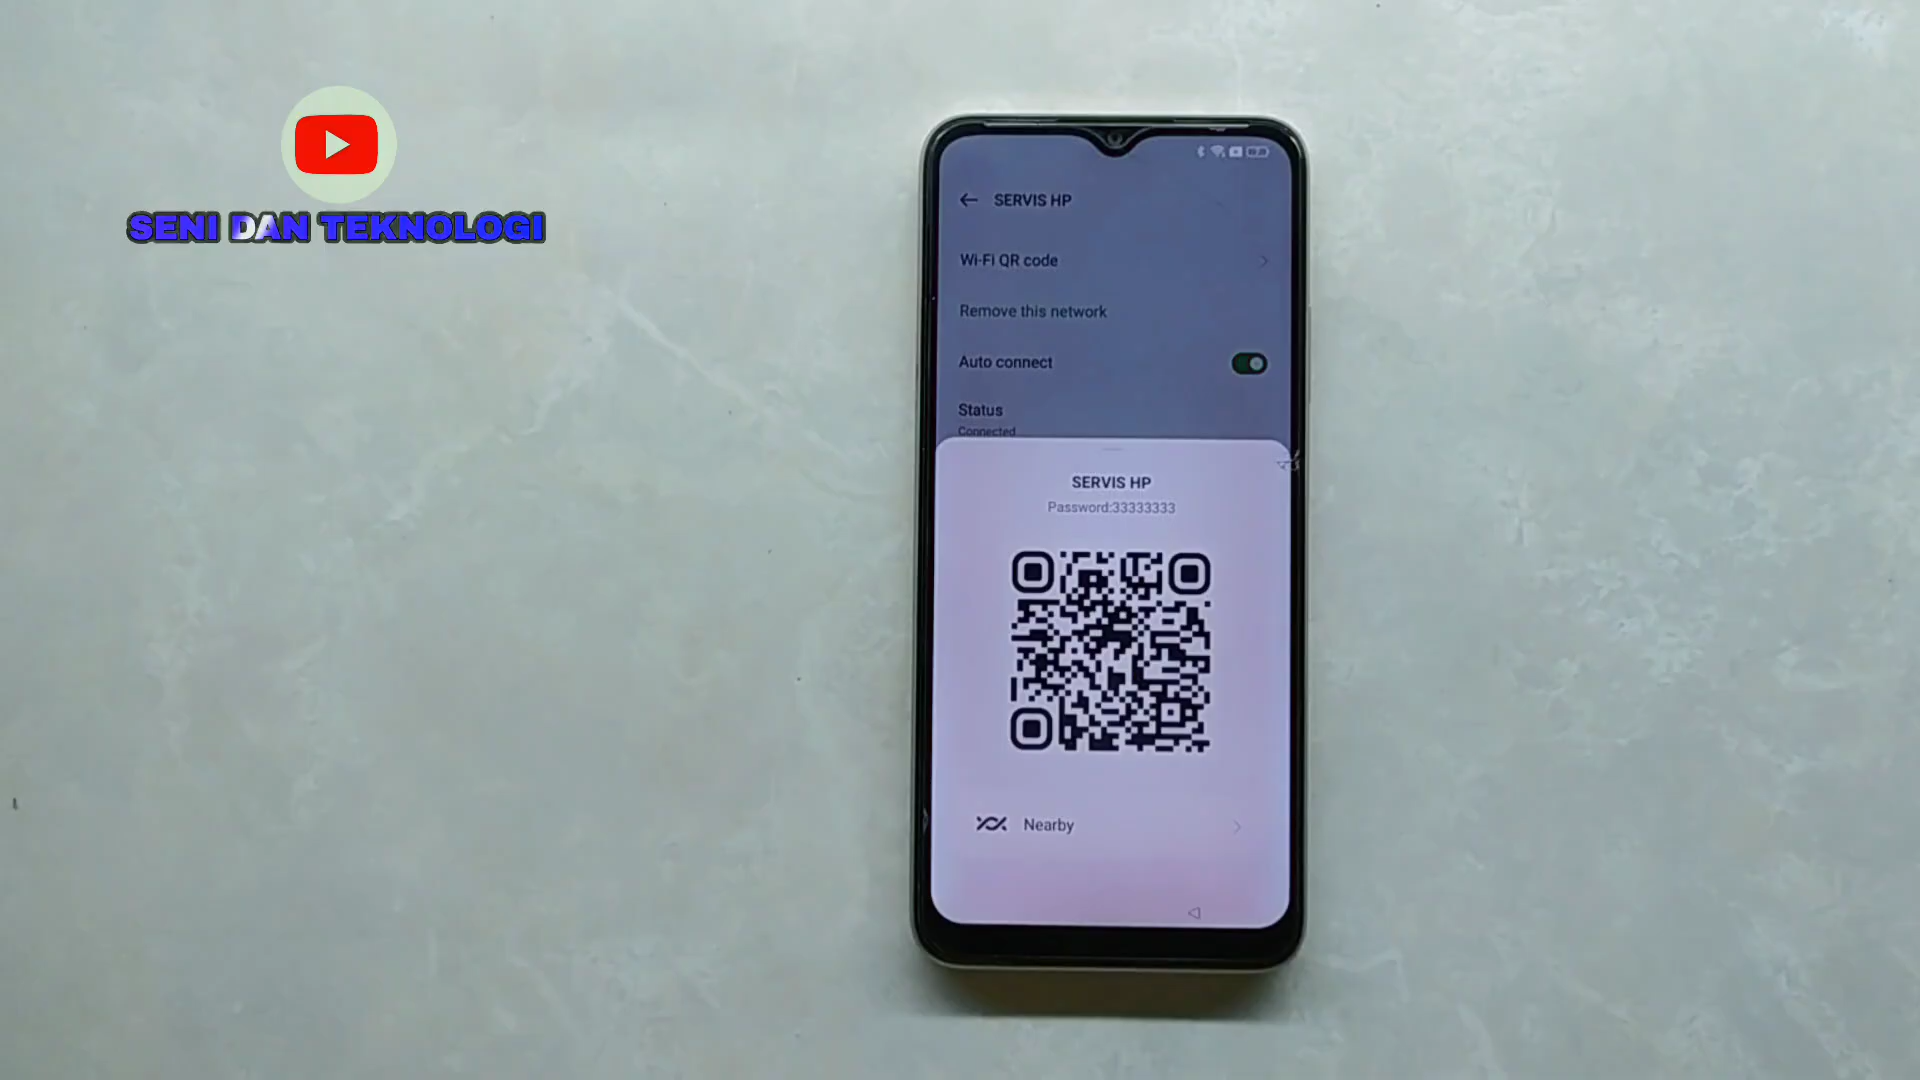 SENI DAN TEKNOLOGI
SERVIS HP
Wi-Fi QR code
Remove this network
Auto connect
Status
Connected
SERVIS HP
Password:33333333
Nearby